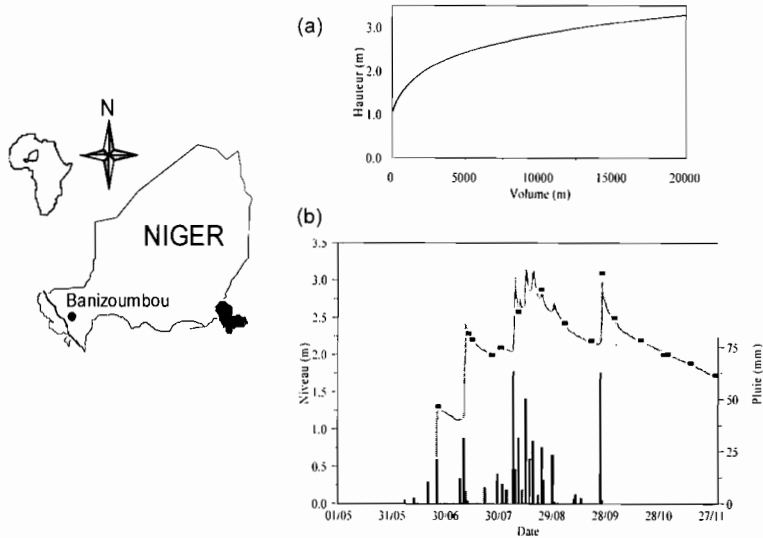 N
NIGER
Banizoumbou
(a)
Hauteur (m)
3.0
2.0
1.0
0.0
0 5000 10000 15000 20000
Volume (m)
(b)
Niveau (m)
3.5
3.0
2.5
2.0
1.5
1.0
0.5
0.0
Pluie (mm)
75
50
25
0
01/05 31/05 30/06 30/07 29/08 28/09 28/10 27/11
Date